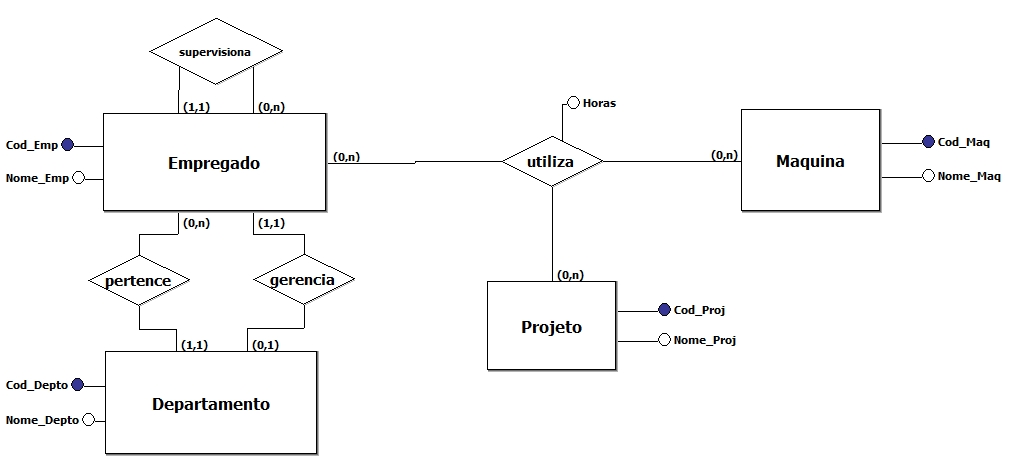 supervisiona
(1,1)
(0,n)
Horas
Cod_Emp
Empregado
(0,n)
utiliza
(0,n)
Maquina
Cod_Maq
Nome_Emp
Nome_Maq
(0,n)
(1,1)
pertence
gerencia
(0,n)
Projeto
Cod_Proj
Nome_Proj
(1,1)
(0,1)
Cod_Depto
Departamento
Nome_Depto